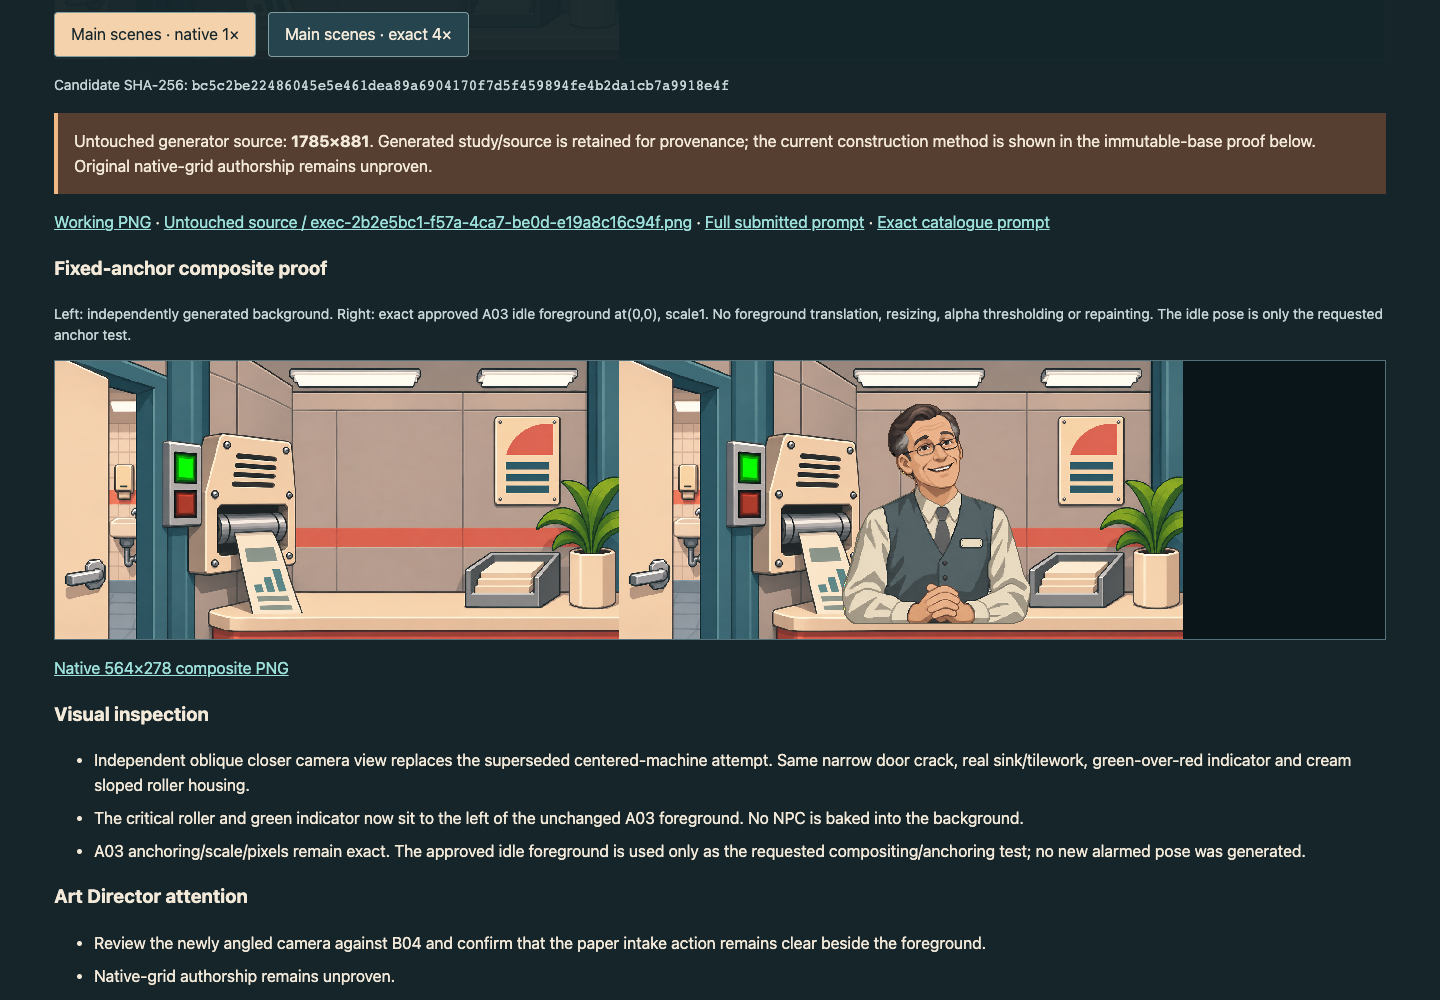 Main scenes · native 1×
Main scenes · exact 4×
Candidate SHA-256: bc5c2be22486045e5e461dea89a6904170f7d5f459894fe4b2da1cb7a9918e4f
Untouched generator source: 1785×881. Generated study/source is retained for provenance; the current construction method is shown in the immutable-base proof below.
Original native-grid authorship remains unproven.
Working PNG · Untouched source / exec-2b2e5bc1-f57a-4ca7-be0d-e19a8c16c94f.png · Full submitted prompt · Exact catalogue prompt
Fixed-anchor composite proof
Left: independently generated background. Right: exact approved A03 idle foreground at(0,0), scale1. No foreground translation, resizing, alpha thresholding or repainting. The idle pose is only the requested
anchor test.
Native 564×278 composite PNG
Visual inspection
• Independent oblique closer camera view replaces the superseded centered-machine attempt. Same narrow door crack, real sink/tilework, green-over-red indicator and cream
sloped roller housing.
• The critical roller and green indicator now sit to the left of the unchanged A03 foreground. No NPC is baked into the background.
• A03 anchoring/scale/pixels remain exact. The approved idle foreground is used only as the requested compositing/anchoring test; no new alarmed pose was generated.
Art Director attention
• Review the newly angled camera against B04 and confirm that the paper intake action remains clear beside the foreground.
• Native-grid authorship remains unproven.